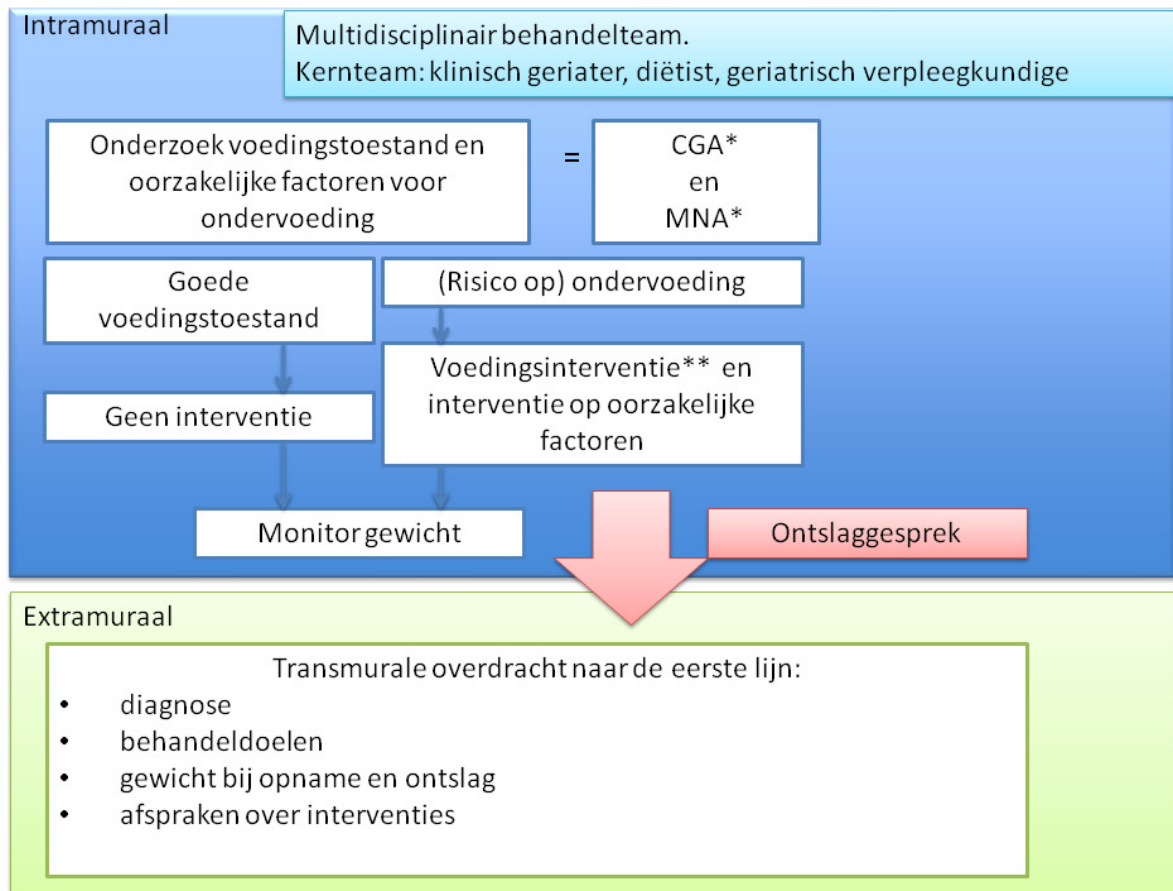 Intramuraal
Multidisciplinair behandelteam.
Kernteam: klinisch geriater, diëtist, geriatrisch verpleegkundige
Onderzoek voedingstoestand en
oorzakelijke factoren voor
ondervoeding
=
CGA*
en
MNA*
Goede
voedingstoestand
(Risico op) ondervoeding
Geen interventie
Voedingsinterventie** en
interventie op oorzakelijke
factoren
Monitor gewicht
Ontslaggesprek
Extramuraal
Transmurale overdracht naar de eerste lijn:
• diagnose
• behandeldoelen
• gewicht bij opname en ontslag
• afspraken over interventies